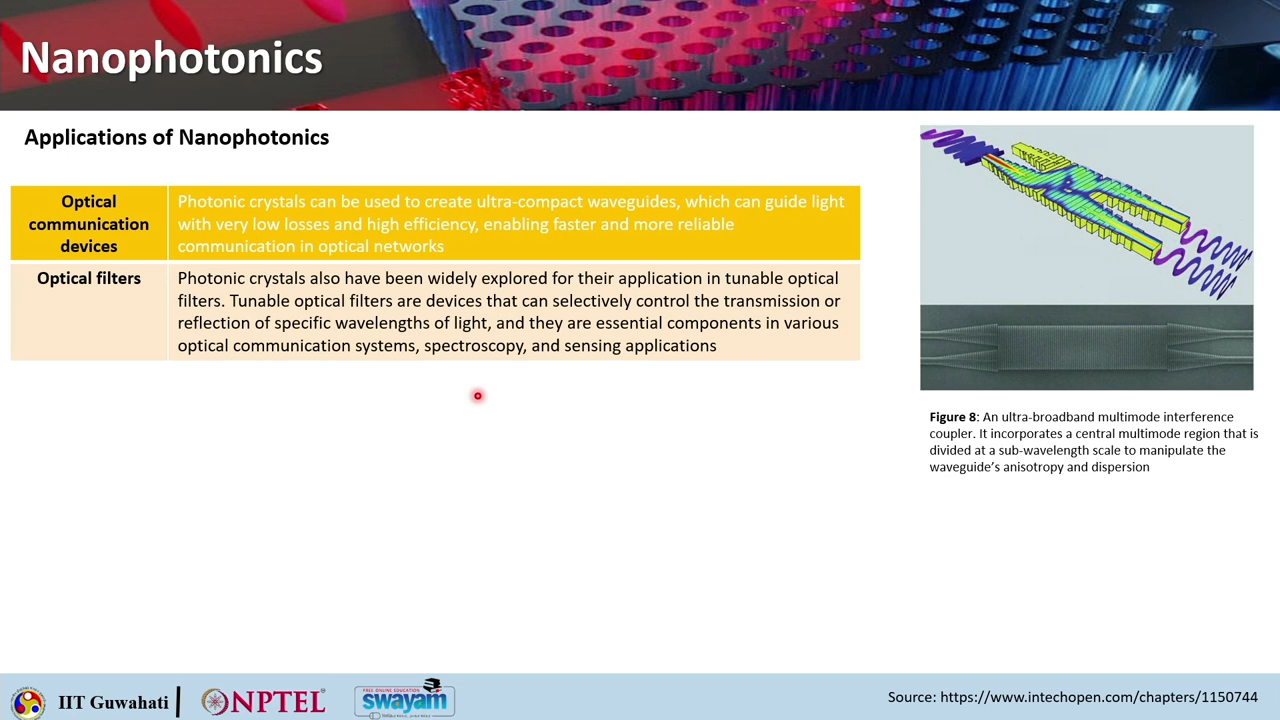 Nanophotonics
Applications of Nanophotonics
Optical
communication
devices
Photonic crystals can be used to create ultra-compact waveguides, which can guide light
with very low losses and high efficiency, enabling faster and more reliable
communication in optical networks
Optical filters
Photonic crystals also have been widely explored for their application in tunable optical
filters. Tunable optical filters are devices that can selectively control the transmission or
reflection of specific wavelengths of light, and they are essential components in various
optical communication systems, spectroscopy, and sensing applications
Figure 8: An ultra-broadband multimode interference
coupler. It incorporates a central multimode region that is
divided at a sub-wavelength scale to manipulate the
waveguide's anisotropy and dispersion
IIT Guwahati
NPTEL
FREE ONLINE EDUCATION
swayam
Source: https://www.intechopen.com/chapters/1150744